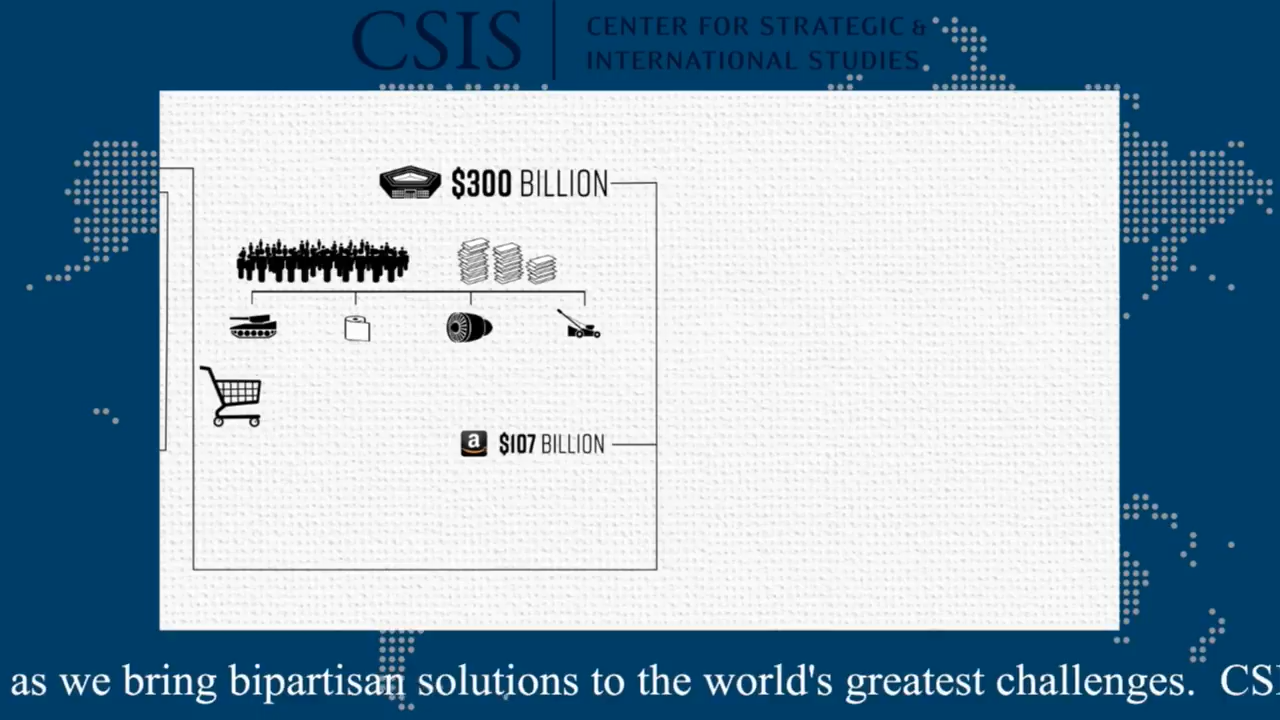 CSIS
CENTER FOR STRATEGIC &
INTERNATIONAL STUDIES
$300 BILLION
a $107 BILLION
as we bring bipartisan solutions to the world's greatest challenges. CSI